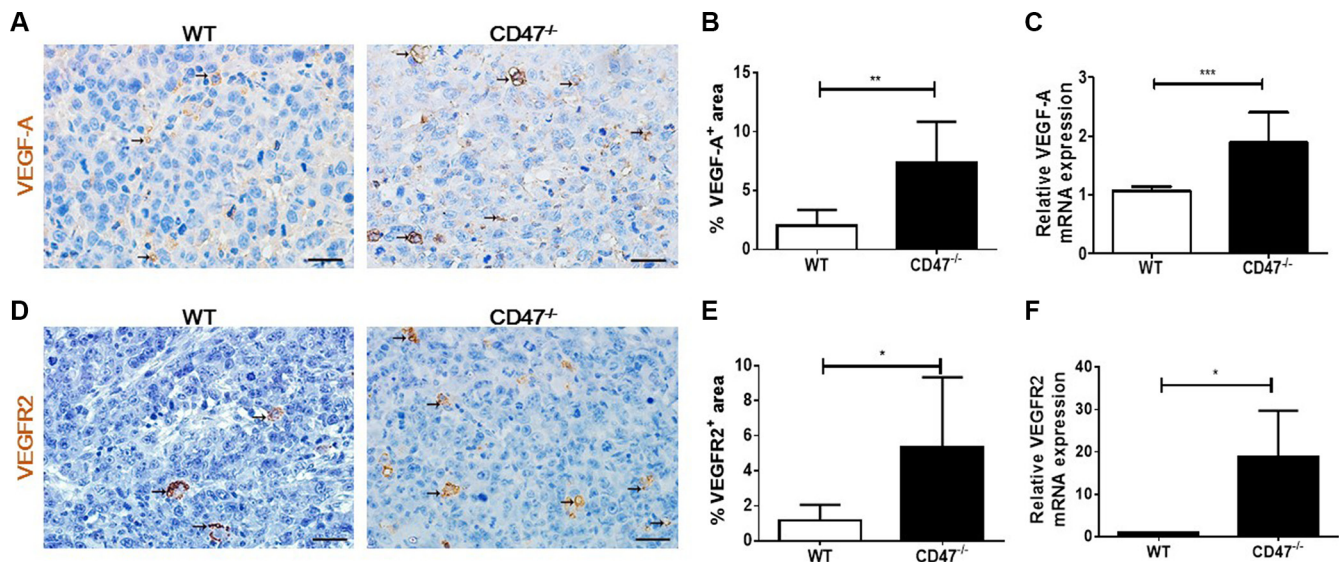 A
WT
CD47-/-
VEGF-A
B
% VEGF-A+ area
15
10
5
0
**
WT
CD47-/-
C
Relative VEGF-A
mRNA expression
3
2
1
0
***
WT
CD47-/-
D
WT
CD47-/-
VEGFR2
E
% VEGFR2+ area
10
8
6
4
2
0
*
WT
CD47-/-
F
Relative VEGFR2
mRNA expression
40
30
20
10
0
*
WT
CD47-/-